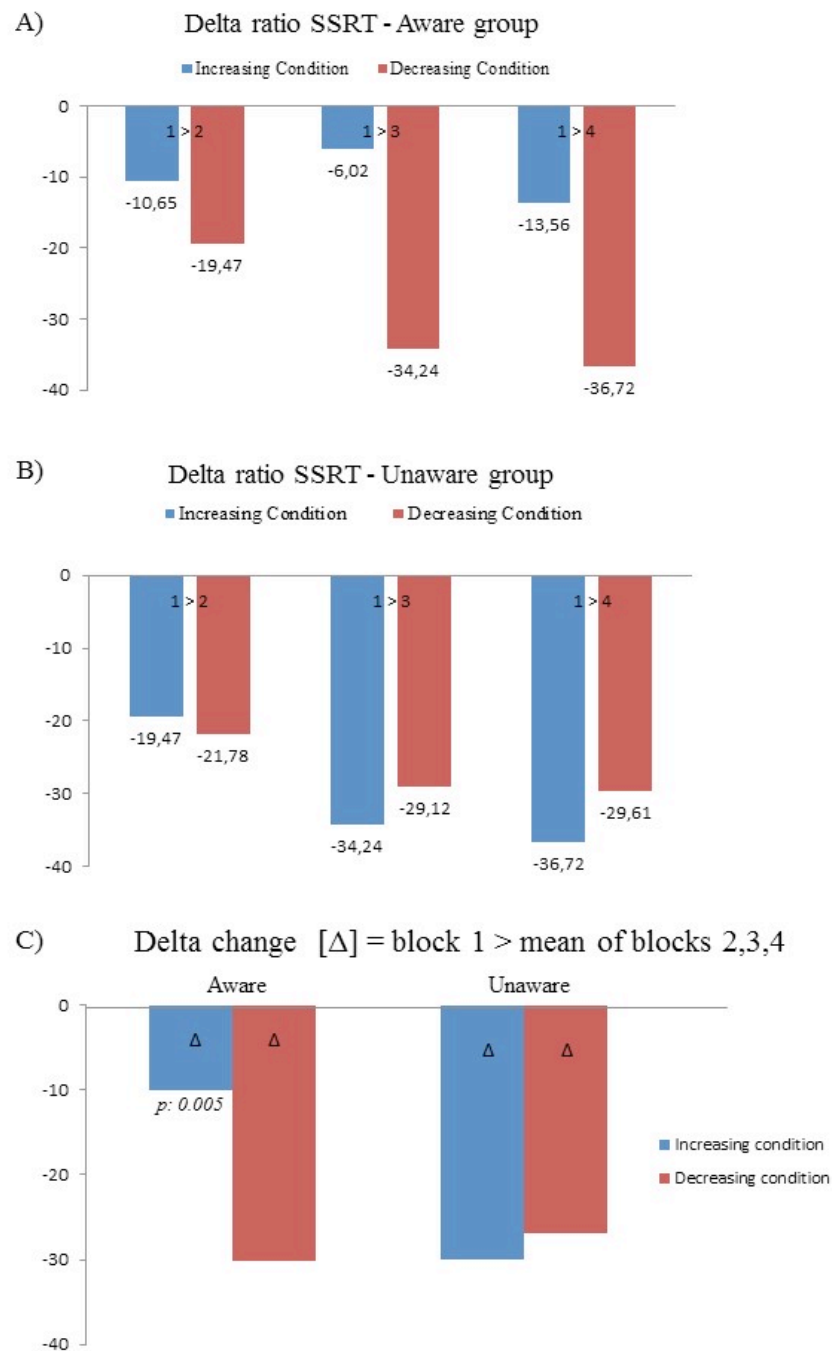 A)
Delta ratio SSRT - Aware group
Increasing Condition Decreasing Condition
0
-10
-20
-30
-40
1 > 2
1 > 3
1 > 4
-10,65
-19,47
-6,02
-34,24
-13,56
-36,72
B)
Delta ratio SSRT - Unaware group
Increasing Condition Decreasing Condition
0
-10
-20
-30
-40
1 > 2
1 > 3
1 > 4
-19,47
-21,78
-34,24
-29,12
-36,72
-29,61
C)
Delta change [Δ] = block 1 > mean of blocks 2,3,4
Aware
Unaware
0
-10
-20
-30
-40
Δ
Δ
Δ
Δ
p: 0.005
Increasing condition
Decreasing condition